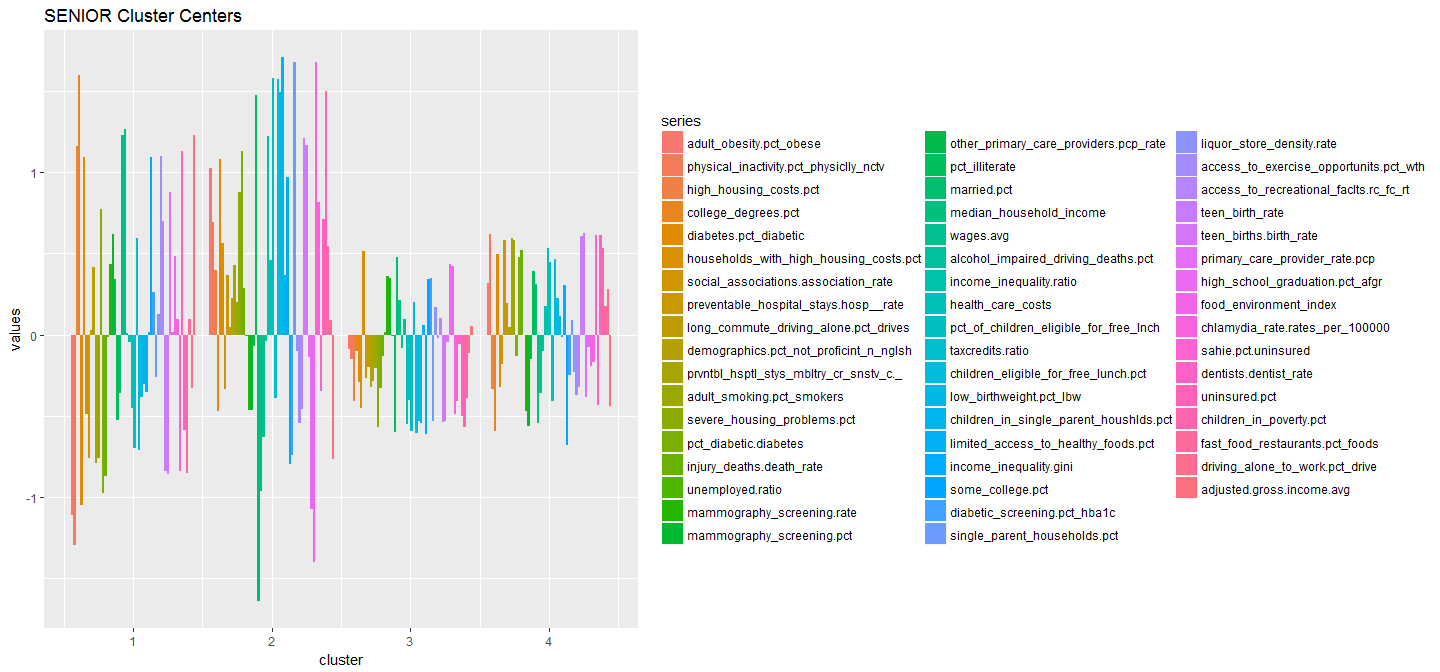 SENIOR Cluster Centers
values
1
0
-1
1
2
3
4
cluster
series
adult_obesity.pct_obese
physical_inactivity.pct_physiclly_nctv
high_housing_costs.pct
college_degrees.pct
diabetes.pct_diabetic
households_with_high_housing_costs.pct
social_associations.association_rate
preventable_hospital_stays.hosp__rate
long_commute_driving_alone.pct_drives
demographics.pct_not_proficint_n_nglsh
prvntbl_hsptl_stys_mbltry_cr_snstv_c._
adult_smoking.pct_smokers
severe_housing_problems.pct
pct_diabetic.diabetes
injury_deaths.death_rate
unemployed.ratio
mammography_screening.rate
mammography_screening.pct
other_primary_care_providers.pcp_rate
pct_illiterate
married.pct
median_household_income
wages.avg
alcohol_impaired_driving_deaths.pct
income_inequality.ratio
health_care_costs
pct_of_children_eligible_for_free_lnch
taxcredits.ratio
children_eligible_for_free_lunch.pct
low_birthweight.pct_lbw
children_in_single_parent_houshlds.pct
limited_access_to_healthy_foods.pct
income_inequality.gini
some_college.pct
diabetic_screening.pct_hba1c
single_parent_households.pct
liquor_store_density.rate
access_to_exercise_opportunits.pct_wth
access_to_recreational_faclts.rc_fc_rt
teen_birth_rate
teen_births.birth_rate
primary_care_provider_rate.pcp
high_school_graduation.pct_afgr
food_environment_index
chlamydia_rate.rates_per_100000
sahie.pct.uninsured
dentists.dentist_rate
uninsured.pct
children_in_poverty.pct
fast_food_restaurants.pct_foods
driving_alone_to_work.pct_drive
adjusted.gross.income.avg